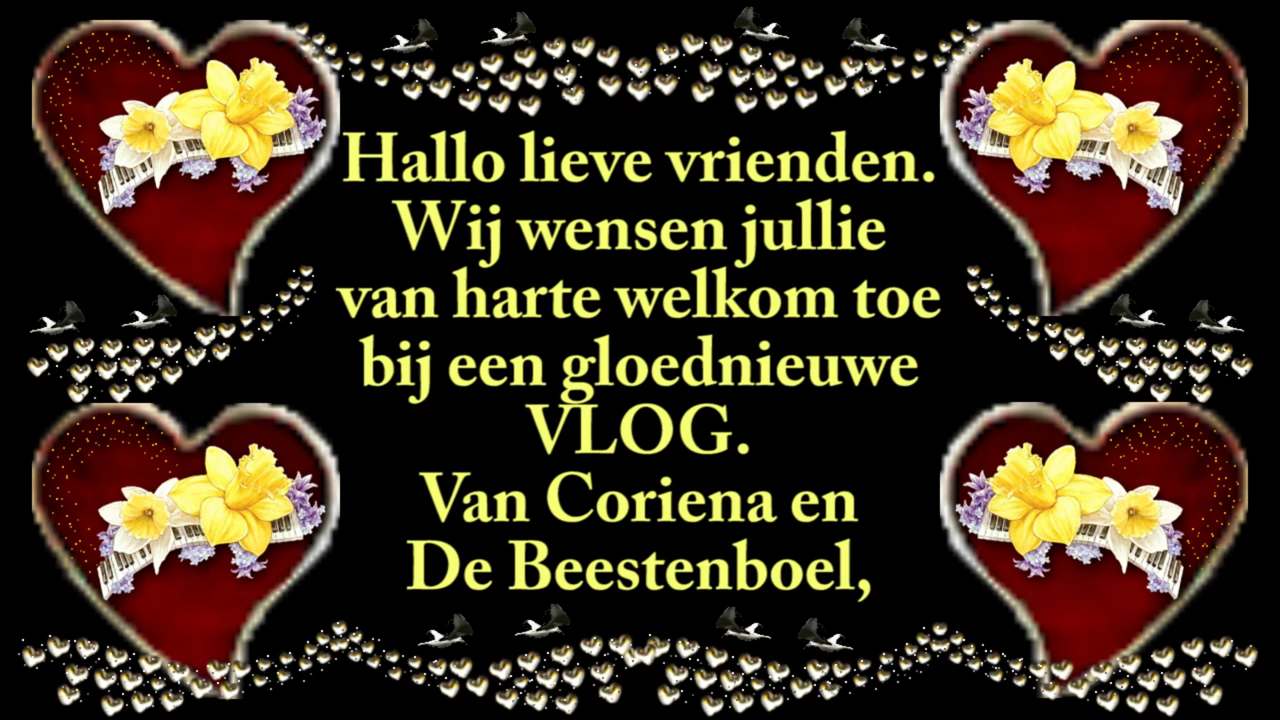 Hallo lieve vrienden.
Wij wensen jullie
van harte welkom toe
bij een gloednieuwe
VLOG.
Van Coriena en
De Beestenboel,